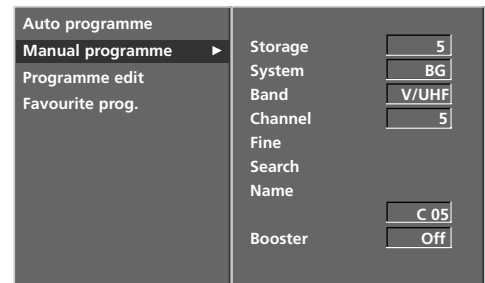 Auto programme
Manual programme ►
Programme edit
Favourite prog.
Storage 5
System BG
Band V/UHF
Channel 5
Fine
Search
Name
C 05
Booster Off